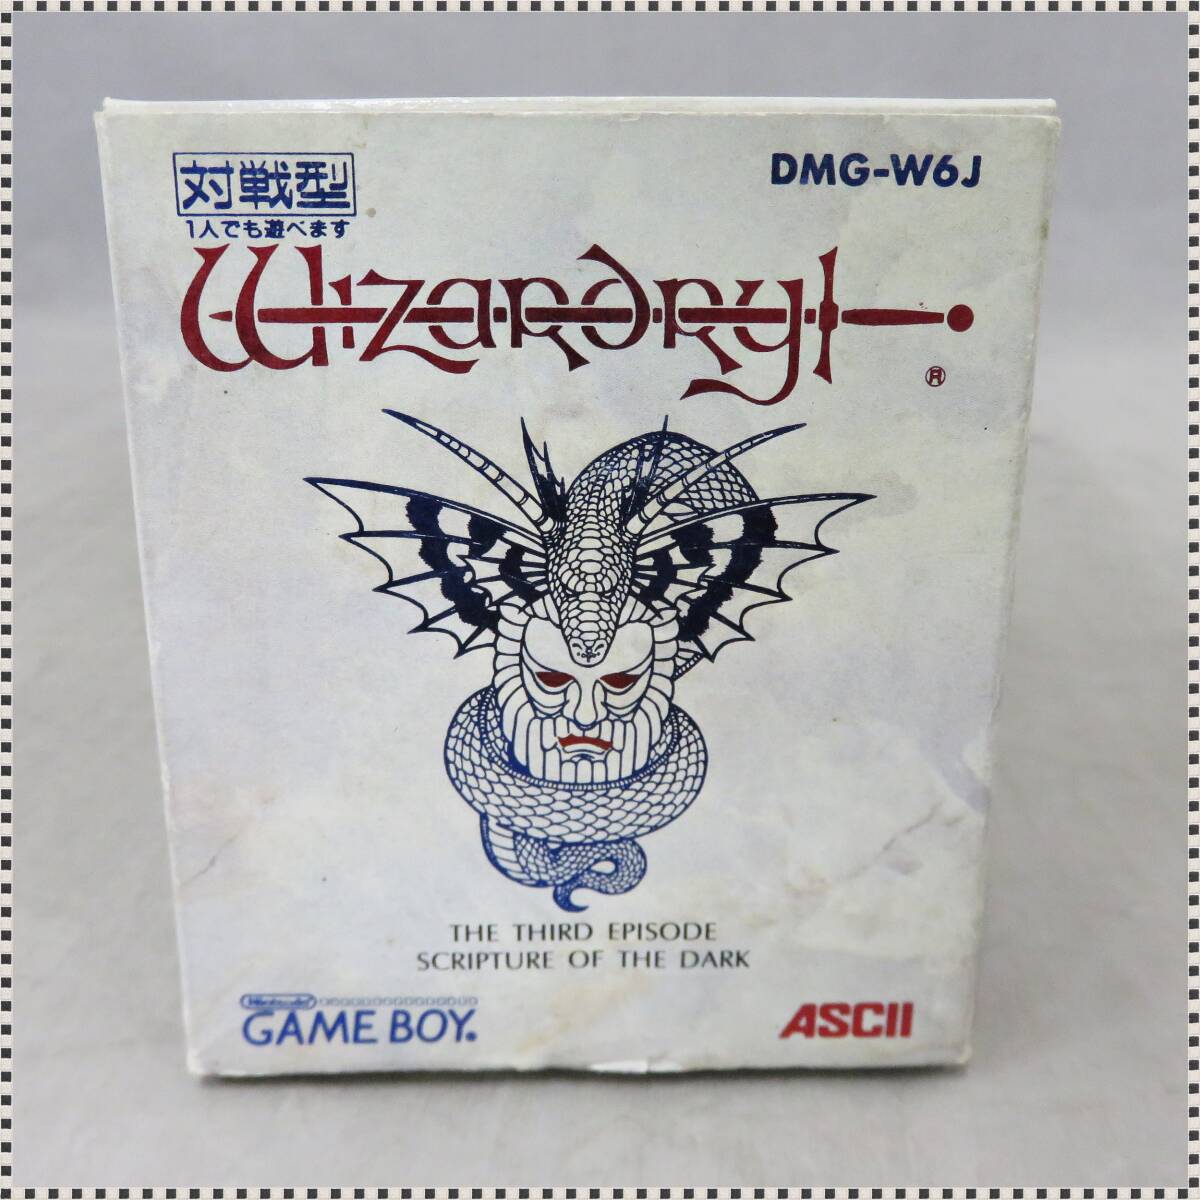 対戦型
1人でも遊べます
DMG-W6J
Wizardry
®
THE THIRD EPISODE
SCRIPTURE OF THE DARK
Nintendo
GAME BOY®
ASCII